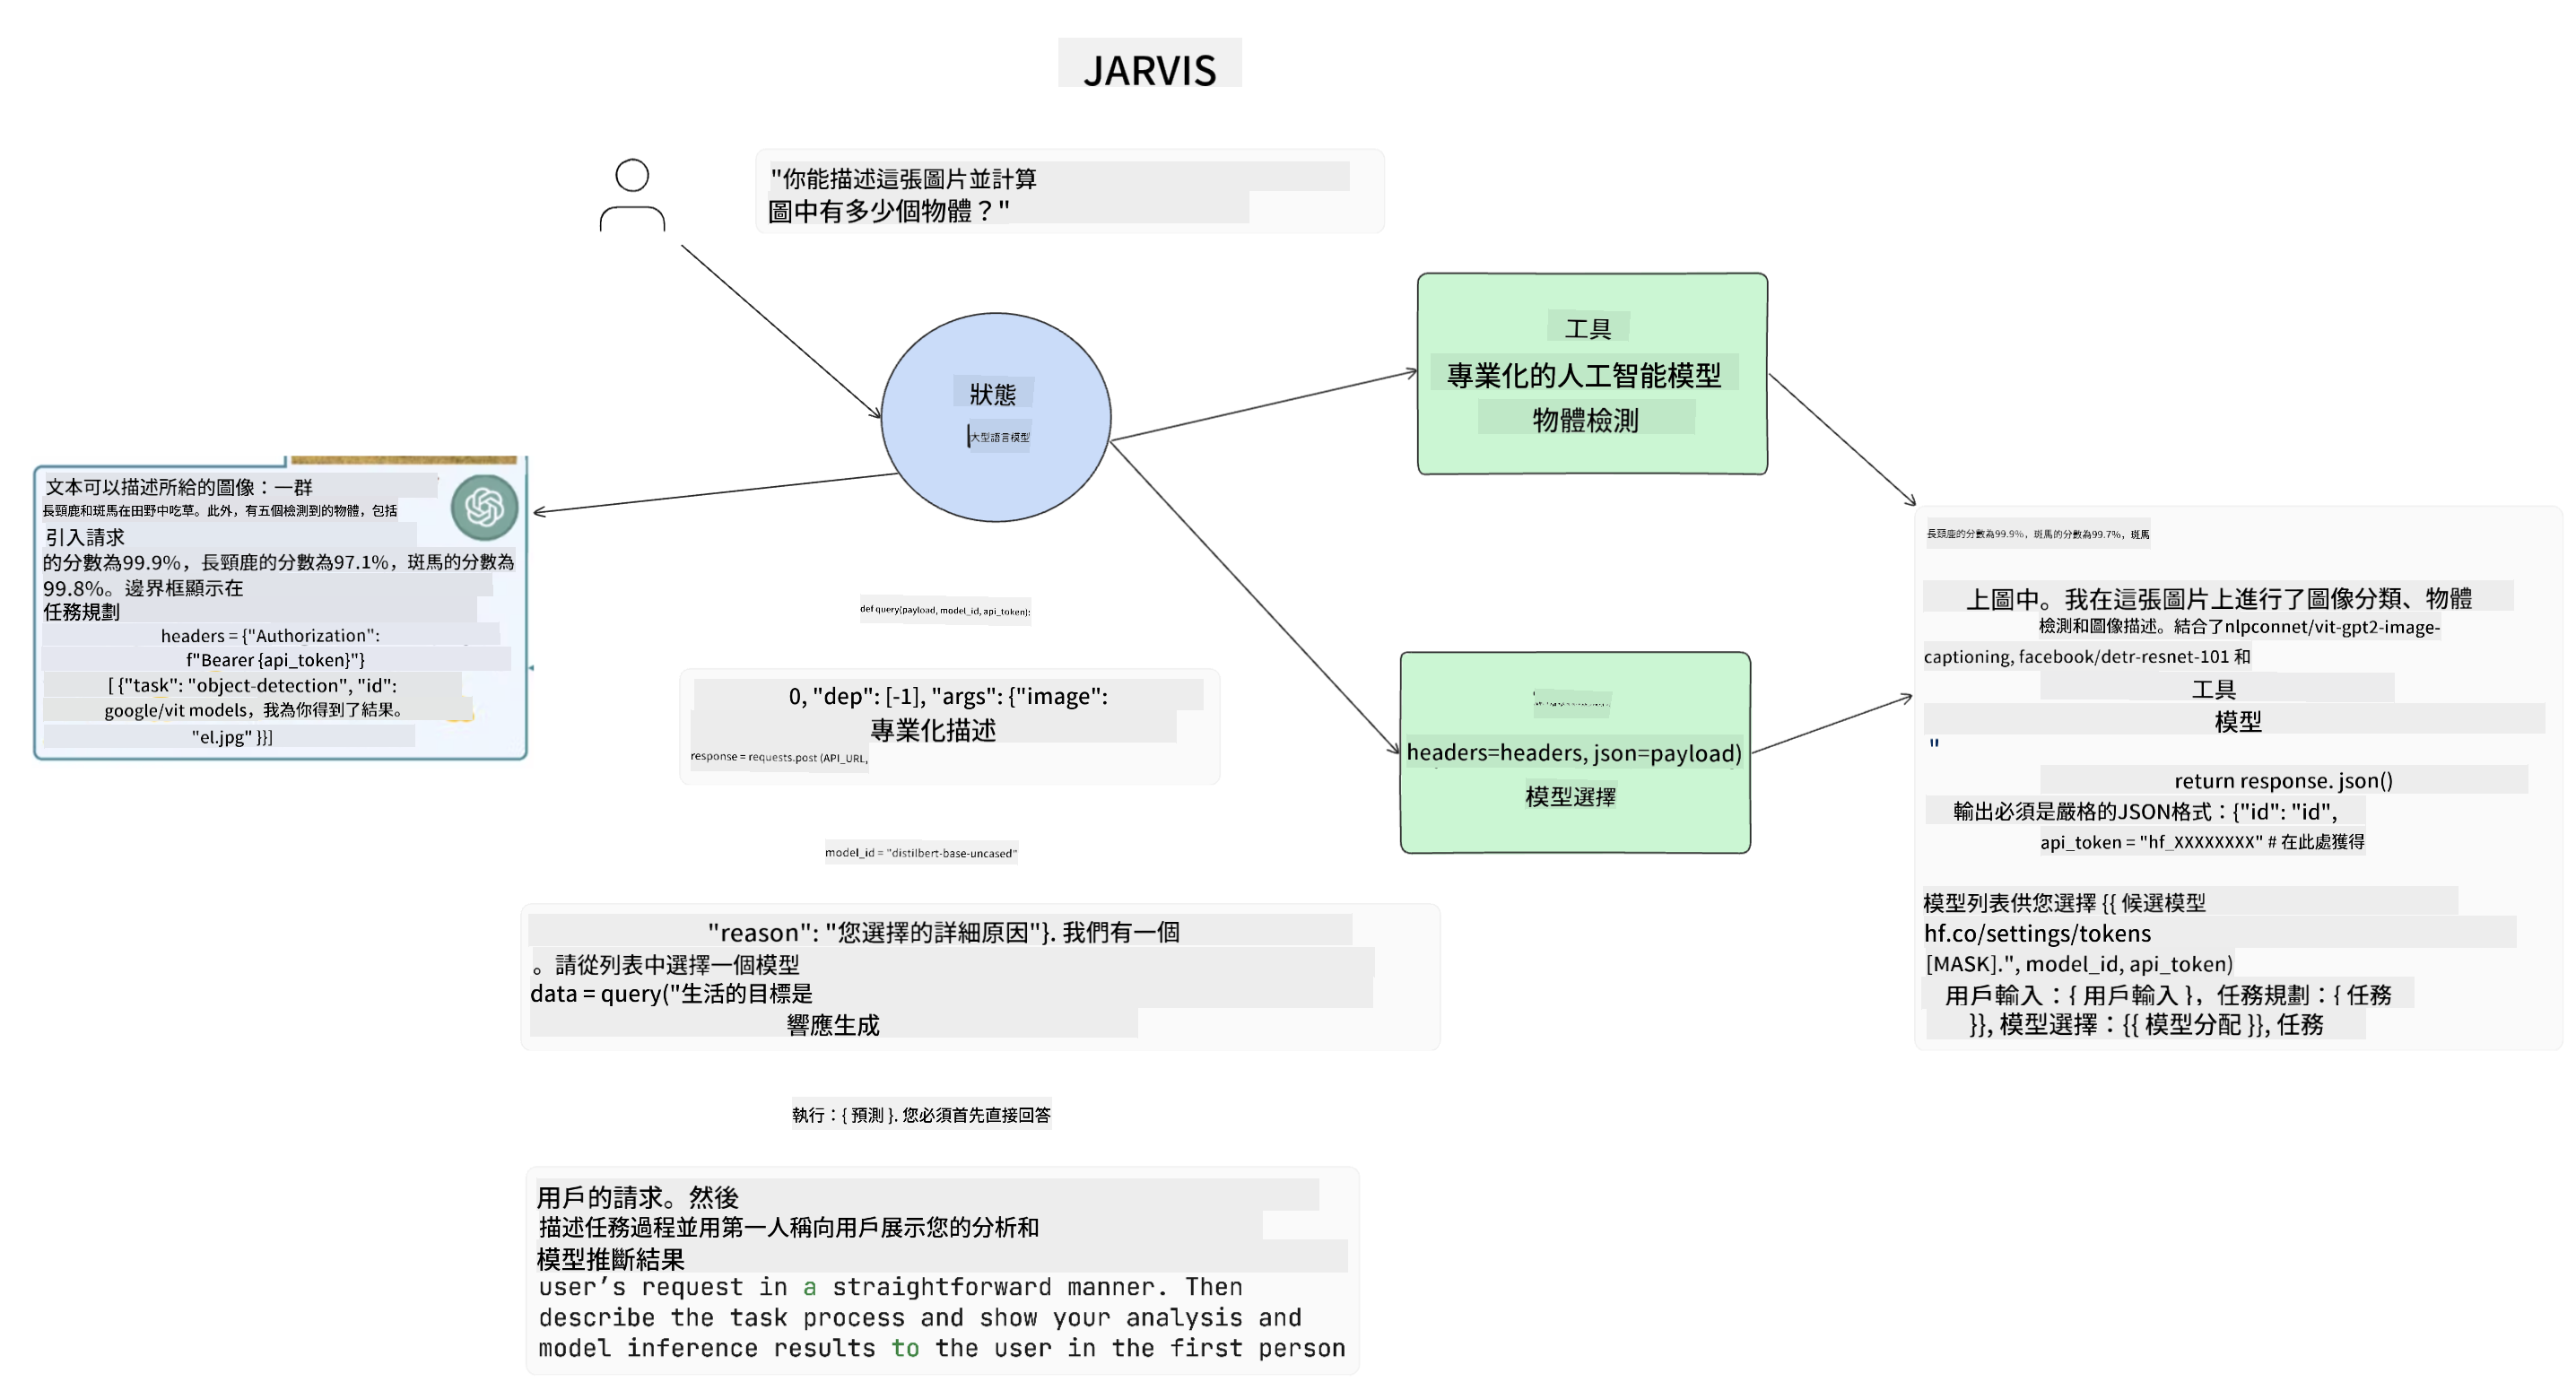 JARVIS
"你能描述這張圖片並計算
圖中有多少個物體？"
工具
專業化的人工智能模型
物體檢測
狀態
大型語言模型
文本可以描述所給的圖像：一群
長頸鹿和斑馬在田野中吃草。此外，有五個檢測到的物體，包括
引入請求
的分數為99.9%，長頸鹿的分數為97.1%，斑馬的分數為
99.8%。邊界框顯示在
任務規劃
headers = {"Authorization":
f"Bearer {api_token}"}
[ {"task": "object-detection", "id":
google/vit models，我為你得到了結果。
"el.jpg" }}]
def query(payload, model_id, api_token):
0, "dep": [-1], "args": {"image":
專業化描述
response = requests.post (API_URL,
headers=headers, json=payload)
模型選擇
長頸鹿的分數為99.9%，斑馬的分數為99.7%，斑馬
上圖中。我在這張圖片上進行了圖像分類、物體
檢測和圖像描述。結合了nlpconnet/vit-gpt2-image-
captioning, facebook/detr-resnet-101 和
工具
模型
"
return response. json()
輸出必須是嚴格的JSON格式：{"id": "id",
api_token = "hf_XXXXXXXX" # 在此處獲得
模型列表供您選擇 {{ 候選模型
hf.co/settings/tokens
[MASK].", model_id, api_token)
用戶輸入：{ 用戶輸入 }，任務規劃：{ 任務
}}, 模型選擇：{{ 模型分配 }}, 任務
model_id = "distilbert-base-uncased"
"reason": "您選擇的詳細原因"}. 我們有一個
。請從列表中選擇一個模型
data = query("生活的目標是
響應生成
執行：{ 預測 }. 您必須首先直接回答
用戶的請求。然後
描述任務過程並用第一人稱向用戶展示您的分析和
模型推斷結果
user's request in a straightforward manner. Then
describe the task process and show your analysis and
model inference results to the user in the first person